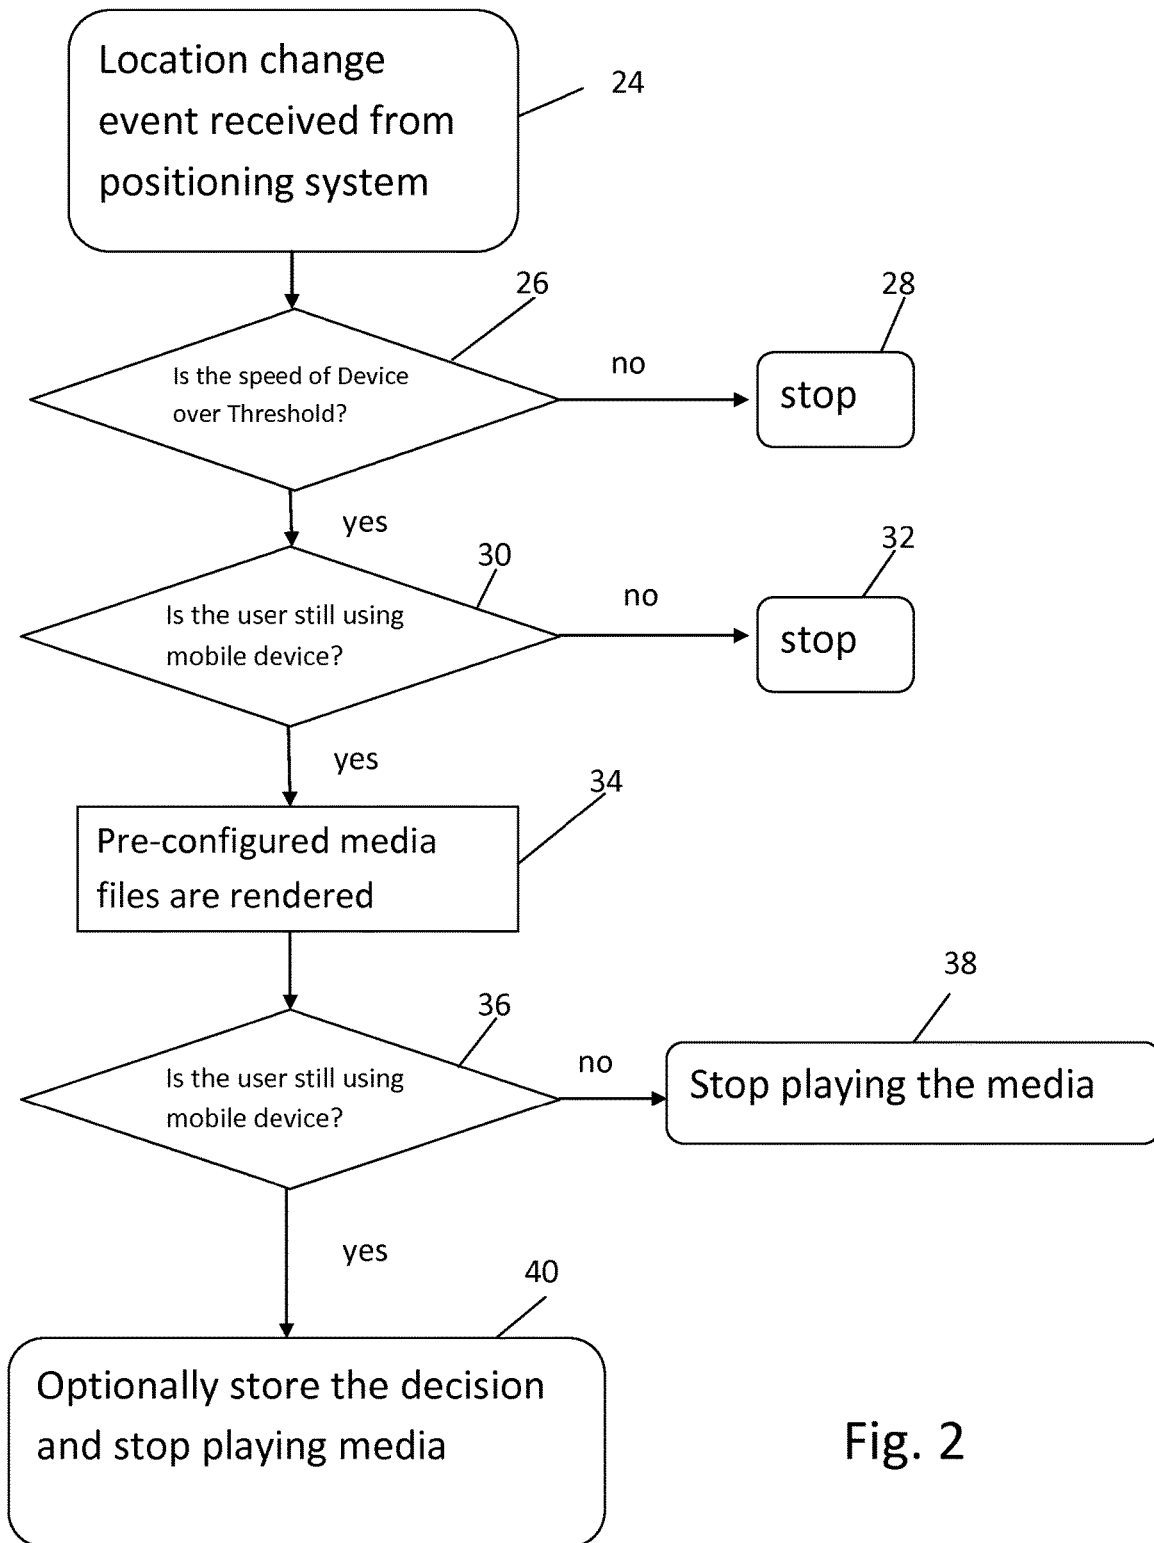 Location change
event received from
positioning system
24
26
28
Is the speed of Device
over Threshold?
no
stop
yes
30
32
Is the user still using
mobile device?
no
stop
yes
34
Pre-configured media
files are rendered
36
38
Is the user still using
mobile device?
no
Stop playing the media
yes
40
Optionally store the decision
and stop playing media
Fig. 2